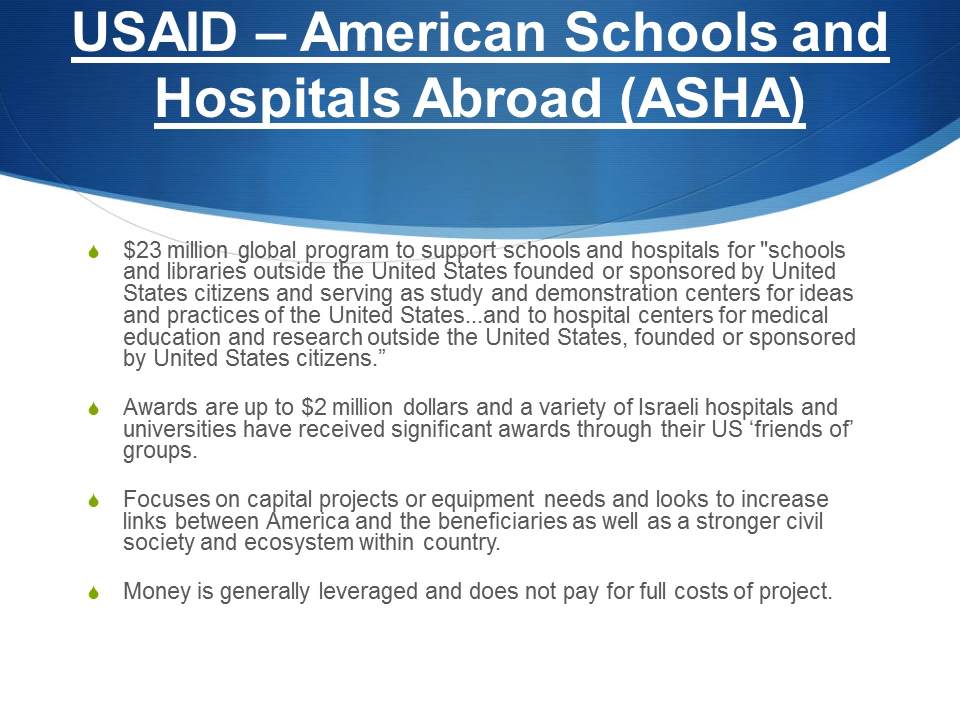 USAID – American Schools and
Hospitals Abroad (ASHA)
$23 million global program to support schools and hospitals for "schools
and libraries outside the United States founded or sponsored by United
States citizens and serving as study and demonstration centers for ideas
and practices of the United States...and to hospital centers for medical
education and research outside the United States, founded or sponsored
by United States citizens.”
Awards are up to $2 million dollars and a variety of Israeli hospitals and
universities have received significant awards through their US ‘friends of’
groups.
Focuses on capital projects or equipment needs and looks to increase
links between America and the beneficiaries as well as a stronger civil
society and ecosystem within country.
Money is generally leveraged and does not pay for full costs of project.